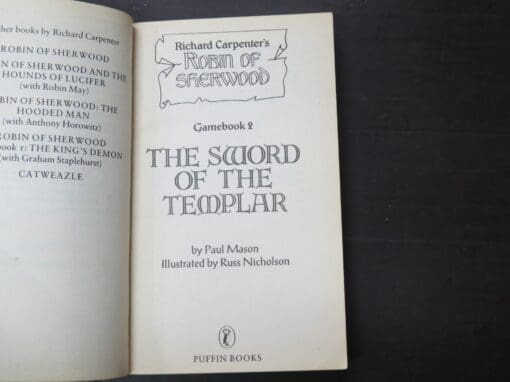 her books by Richard Carpenter
ROBIN OF SHERWOOD
N OF SHERWOOD AND THE
HOUNDS OF LUCIFER
(with Robin May)
BIN OF SHERWOOD: THE
HOODED MAN
(with Anthony Horowitz)
ROBIN OF SHERWOOD
ook 1: THE KING'S DEMON
(with Graham Staplehurst)
CATWEAZLE
Richard Carpenter's
ROBIN OF
SHERWOOD
Gamebook 2
THE SWORD
OF THE
TEMPLAR
by Paul Mason
Illustrated by Russ Nicholson
PUFFIN BOOKS